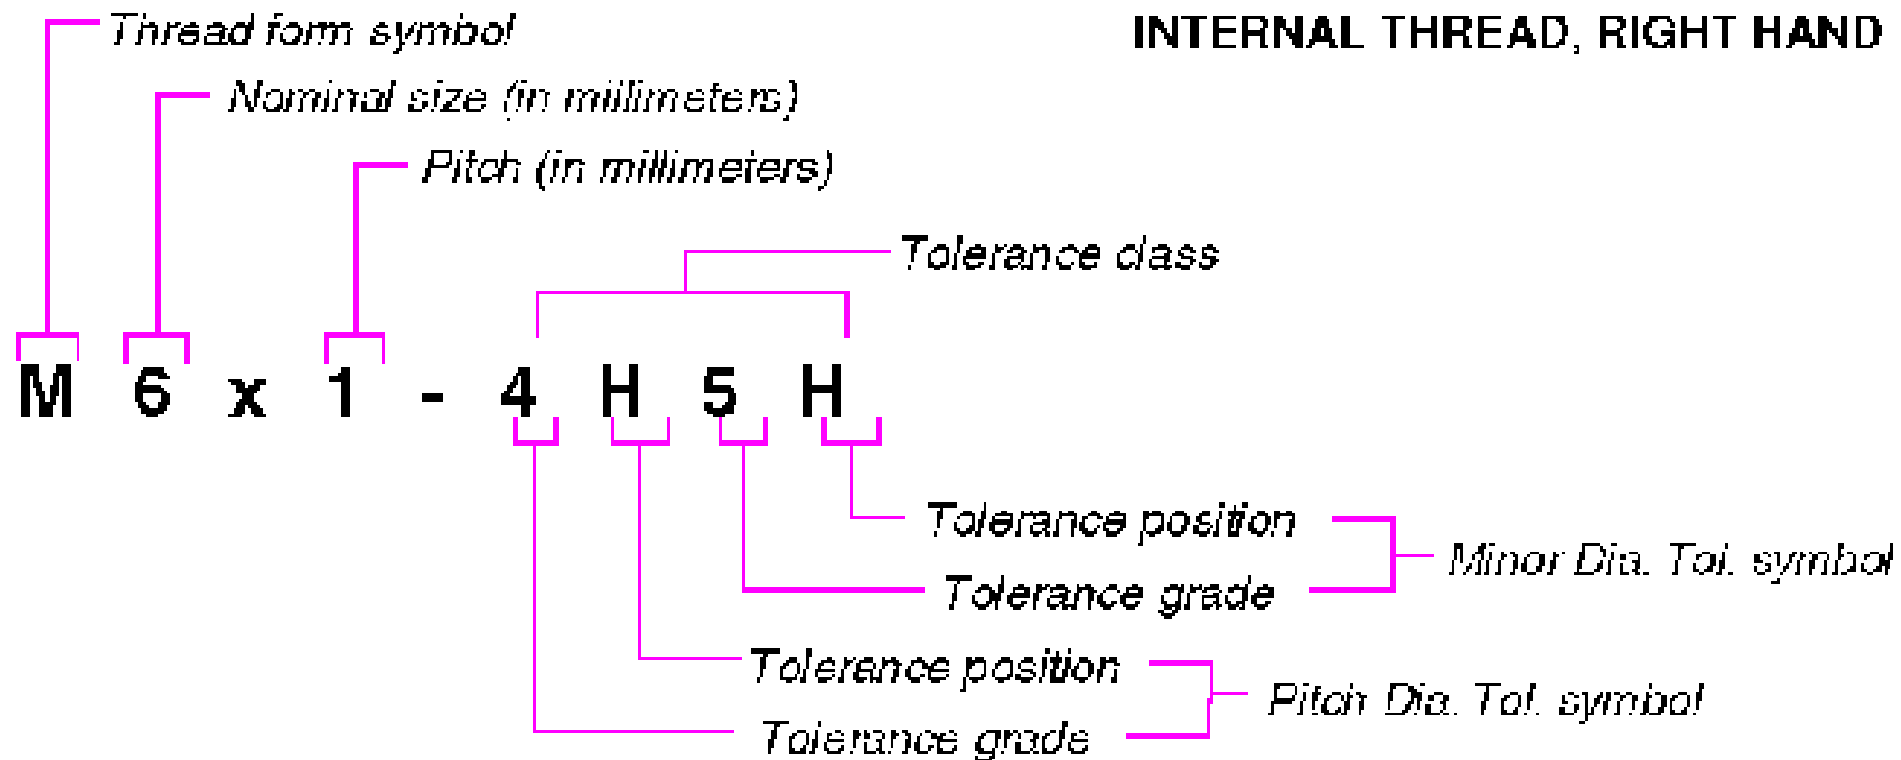 Thread form symbol
INTERNAL THREAD, RIGHT HAND
Nominal size (in millimeters)
Pitch (in millimeters)
Tolerance class
M 6 x 1 - 4 H 5 H
Tolerance position
Minor Dia. Tol. symbol
Tolerance grade
Tolerance position
Pitch Dia. Tol. symbol
Tolerance grade